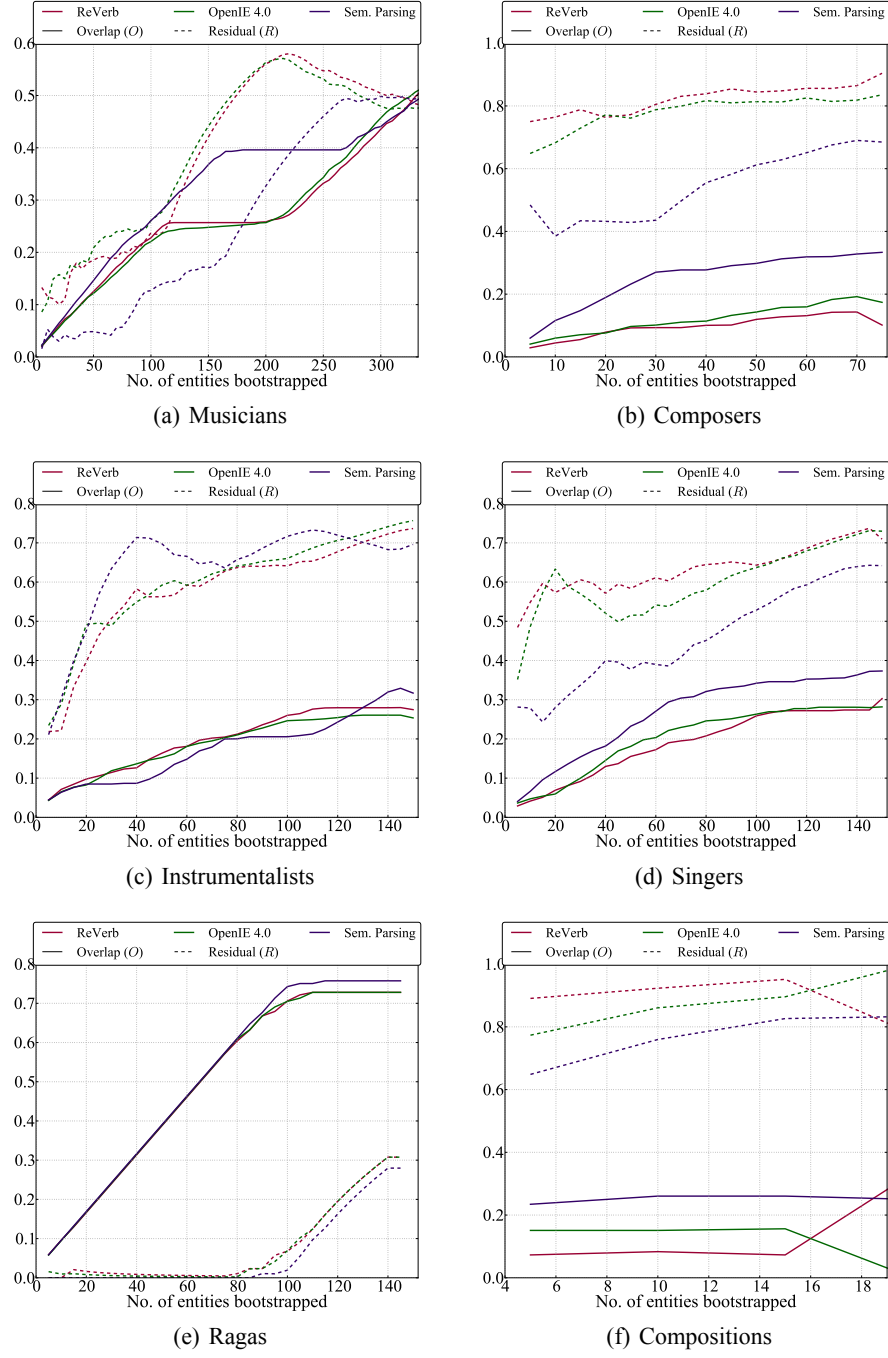 ReVerb OpenIE 4.0 Sem. Parsing
Overlap (O) Residual (R)
0.6
0.5
0.4
0.3
0.2
0.1
0.0
50 100 150 200 250 300
No. of entities bootstrapped
(a) Musicians
ReVerb OpenIE 4.0 Sem. Parsing
Overlap (O) Residual (R)
1.0
0.8
0.6
0.4
0.2
0.0
0 10 20 30 40 50 60 70
No. of entities bootstrapped
(b) Composers
ReVerb OpenIE 4.0 Sem. Parsing
Overlap (O) Residual (R)
0.8
0.7
0.6
0.5
0.4
0.3
0.2
0.1
0.0
0 20 40 60 80 100 120 140
No. of entities bootstrapped
(c) Instrumentalists
ReVerb OpenIE 4.0 Sem. Parsing
Overlap (O) Residual (R)
0.8
0.7
0.6
0.5
0.4
0.3
0.2
0.1
0.0
0 20 40 60 80 100 120 140
No. of entities bootstrapped
(d) Singers
ReVerb OpenIE 4.0 Sem. Parsing
Overlap (O) Residual (R)
0.8
0.7
0.6
0.5
0.4
0.3
0.2
0.1
0.0
0 20 40 60 80 100 120 140
No. of entities bootstrapped
(e) Ragas
ReVerb OpenIE 4.0 Sem. Parsing
Overlap (O) Residual (R)
1.0
0.8
0.6
0.4
0.2
0.0
4 6 8 10 12 14 16 18
No. of entities bootstrapped
(f) Compositions